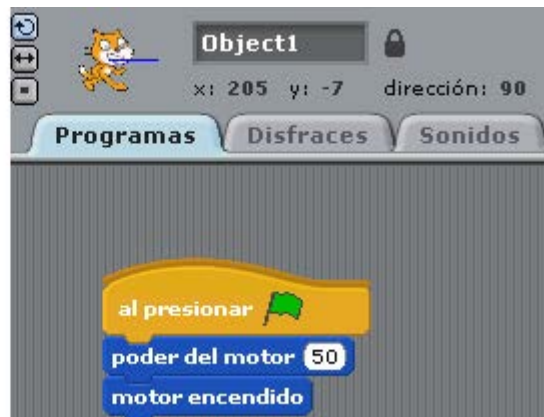 Object1
x: 205 y: -7 dirección: 90
Programas Disfraces Sonidos
al presionar
poder del motor 50
motor encendido